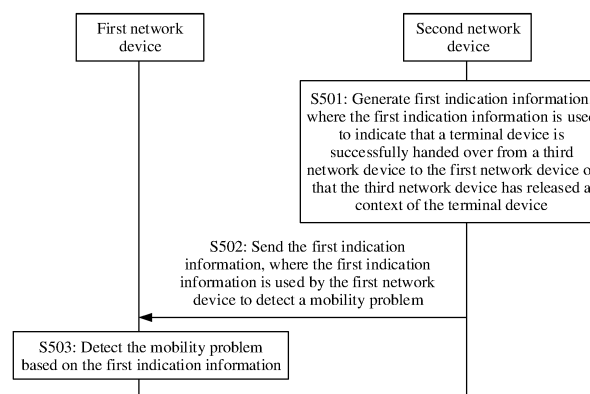 First network
device
Second network
device
S501: Generate first indication information
where the first indication information is used
to indicate that a terminal device is
successfully handed over from a third
network device to the first network device o
that the third network device has released a
context of the terminal device
S502: Send the first indication
information, where the first indication
information is used by the first network
device to detect a mobility problem
S503: Detect the mobility problem
based on the first indication information